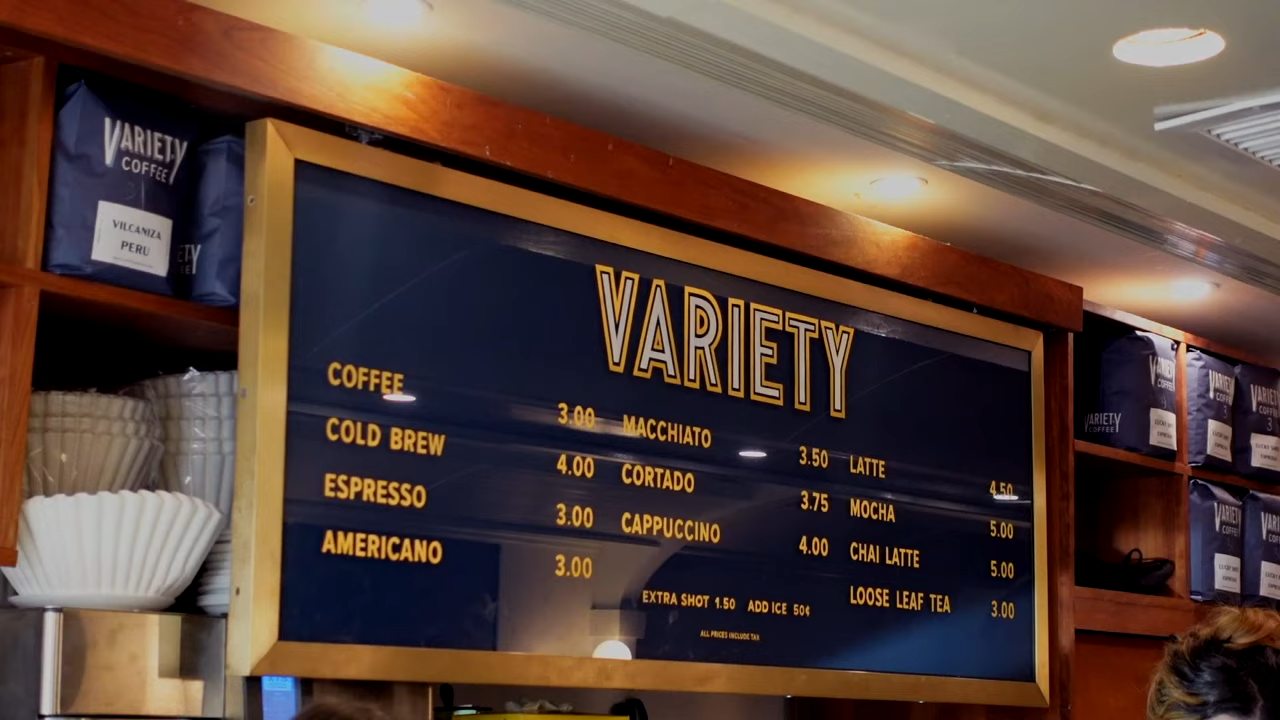 VARIETY
COFFEE
VILCANIZA
PERU
VARIETY
COFFEE 3.00
COLD BREW 4.00
ESPRESSO 3.00
AMERICANO 3.00
MACCHIATO 3.50
CORTADO 3.75
CAPPUCCINO 4.00
LATTE 4.50
MOCHA 5.00
CHAI LATTE 5.00
LOOSE LEAF TEA 3.00
EXTRA SHOT 1.50 ADD ICE 50¢
ALL PRICES INCLUDE TAX
VARIETY
COFFEE
VARIETY
COFFEE